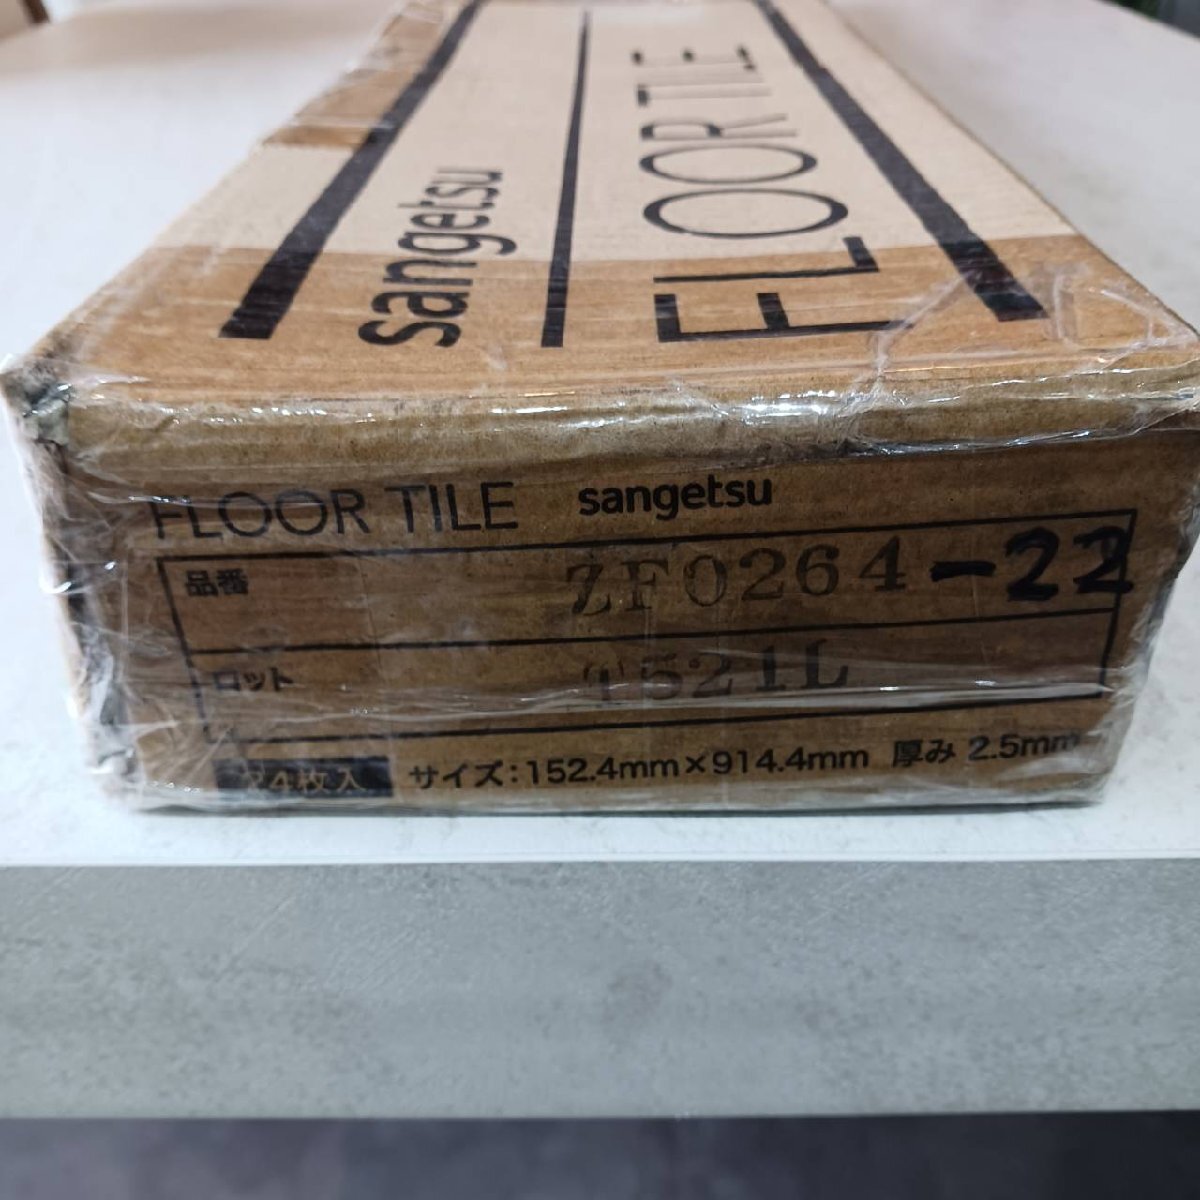 sangetsu
FLOOR TILE
FLOOR TILE sangetsu
品番 ZF0264-22
ロット T521L
24枚入 サイズ：152.4mm×914.4mm 厚み 2.5mm